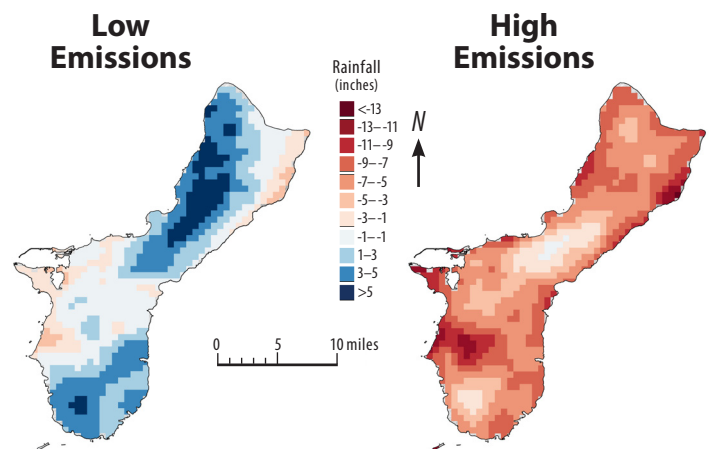 Low
Emissions
High
Emissions
Rainfall
(inches)
<-13
-13–-11
-11–-9
-9–-7
-7–-5
-5–-3
-3–-1
-1–-1
1–3
3–5
>5
N
0 5 10 miles